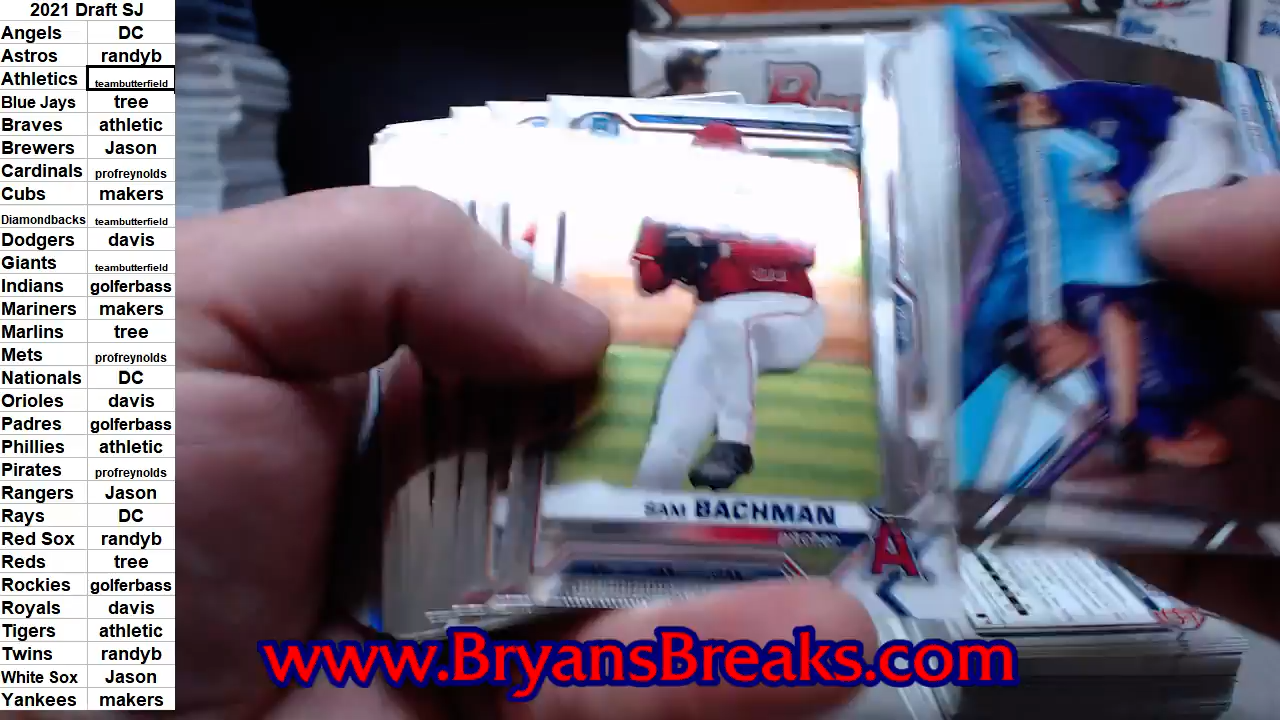 2021 Draft SJ
Angels DC
Astros randyb
Athletics teambutterfield
Blue Jays tree
Braves athletic
Brewers Jason
Cardinals profreynolds
Cubs makers
Diamondbacks teambutterfield
Dodgers davis
Giants teambutterfield
Indians golferbass
Mariners makers
Marlins tree
Mets profreynolds
Nationals DC
Orioles davis
Padres golferbass
Phillies athletic
Pirates profreynolds
Rangers Jason
Rays DC
Red Sox randyb
Reds tree
Rockies golferbass
Royals davis
Tigers athletic
Twins randyb
White Sox Jason
Yankees makers
Topps
SAM BACHMAN
A
www.BryansBreaks.com